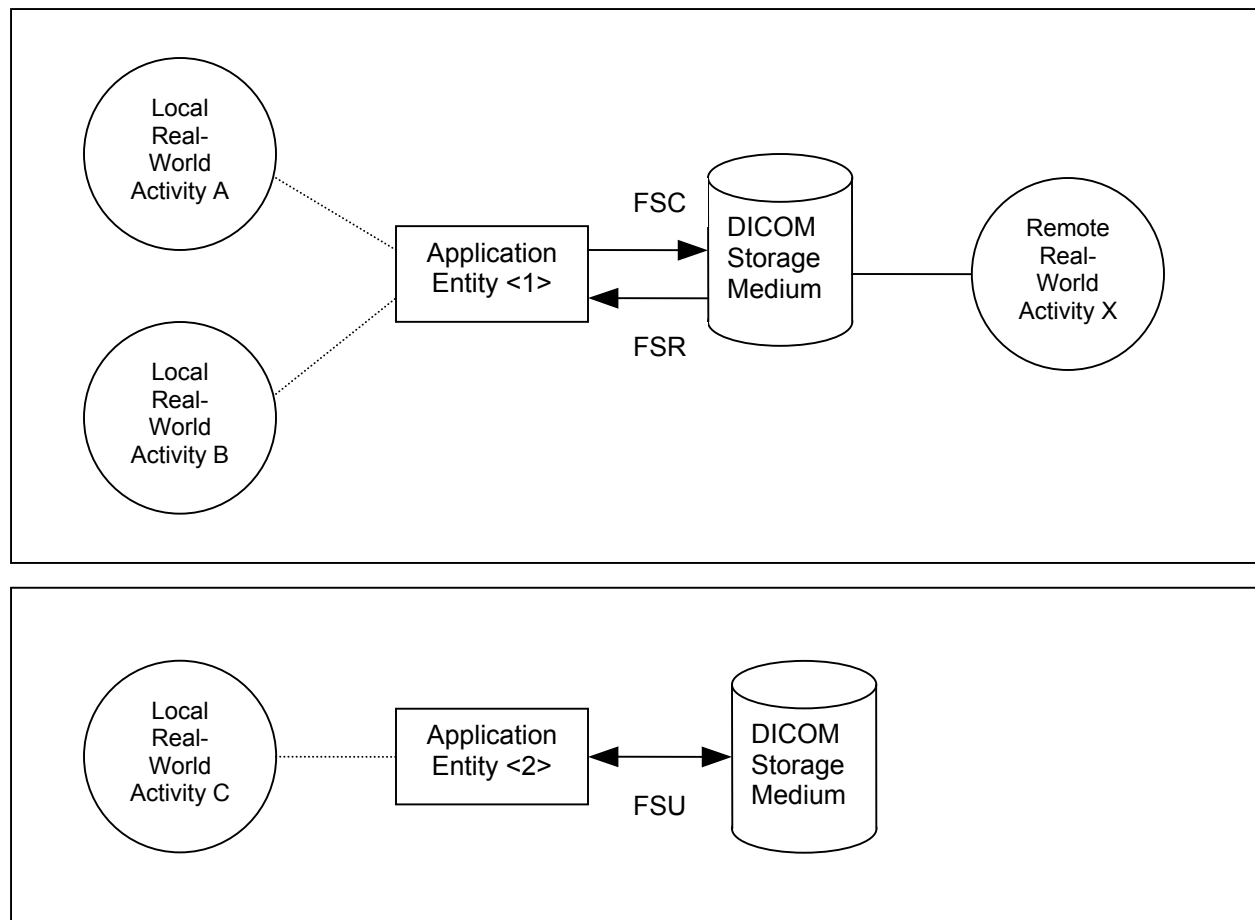 Local
Real-
World
Activity A
FSC
Application
Entity <1>
DICOM
Storage
Medium
Remote
Real-
World
Activity X
FSR
Local
Real-
World
Activity B
Local
Real-
World
Activity C
Application
Entity <2>
FSU
DICOM
Storage
Medium